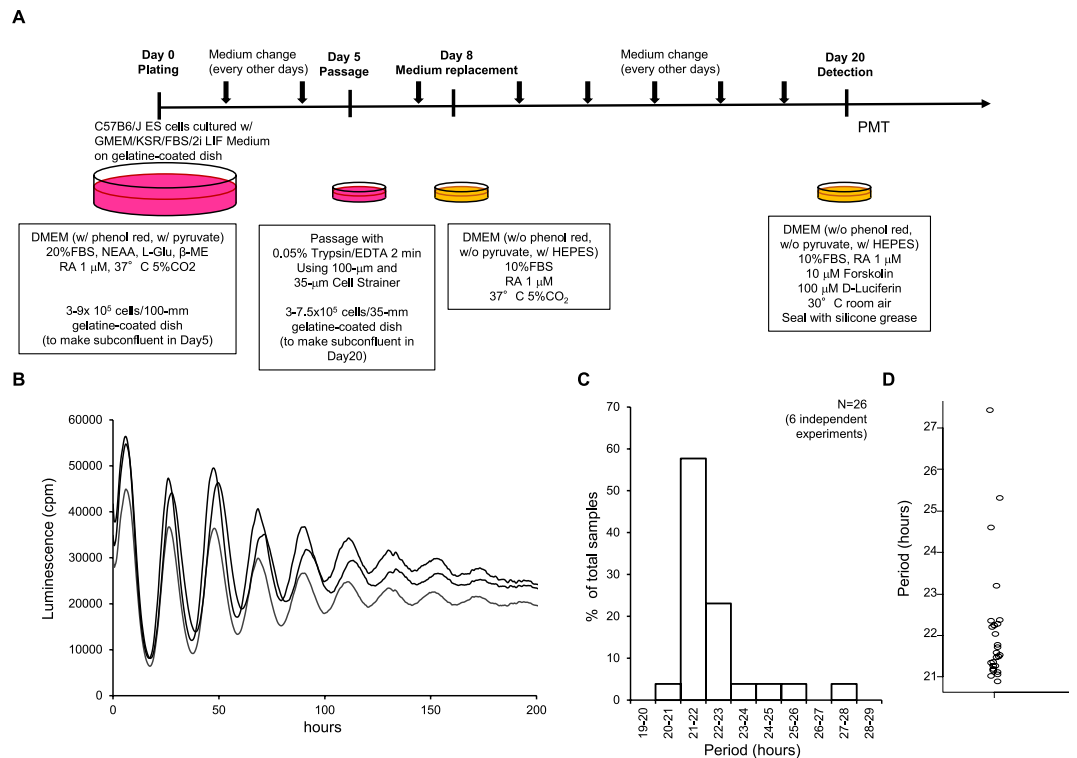 A
Day 0
Plating
Medium change
(every other days)
Day 5
Passage
Day 8
Medium replacement
Medium change
(every other days)
Day 20
Detection
PMT
C57B6/J ES cells cultured w/
GMEM/KSR/FBS/2i LIF Medium
on gelatine-coated dish
DMEM (w/ phenol red, w/ pyruvate)
20%FBS, NEAA, L-Glu, β-ME
RA 1 μM, 37° C 5%CO2
3-9x 10⁵ cells/100-mm
gelatine-coated dish
(to make subconfluent in Day5)
Passage with
0.05% Trypsin/EDTA 2 min
Using 100-μm and
35-μm Cell Strainer
3-7.5x10⁵ cells/35-mm
gelatine-coated dish
(to make subconfluent in
Day20)
DMEM (w/o phenol red,
w/o pyruvate, w/ HEPES)
10%FBS
RA 1 μM
37° C 5%CO₂
DMEM (w/o phenol red,
w/o pyruvate, w/ HEPES)
10%FBS, RA 1 μM
10 μM Forskolin
100 μM D-Luciferin
30° C room air
Seal with silicone grease
B
Luminescence (cpm)
60000
50000
40000
30000
20000
10000
0
0 50 100 150 200
hours
C
N=26
(6 independent
experiments)
% of total samples
70
60
50
40
30
20
10
0
19-20 20-21 21-22 22-23 23-24 24-25 25-26 26-27 27-28 28-29
Period (hours)
D
Period (hours)
27
26
25
24
23
22
21